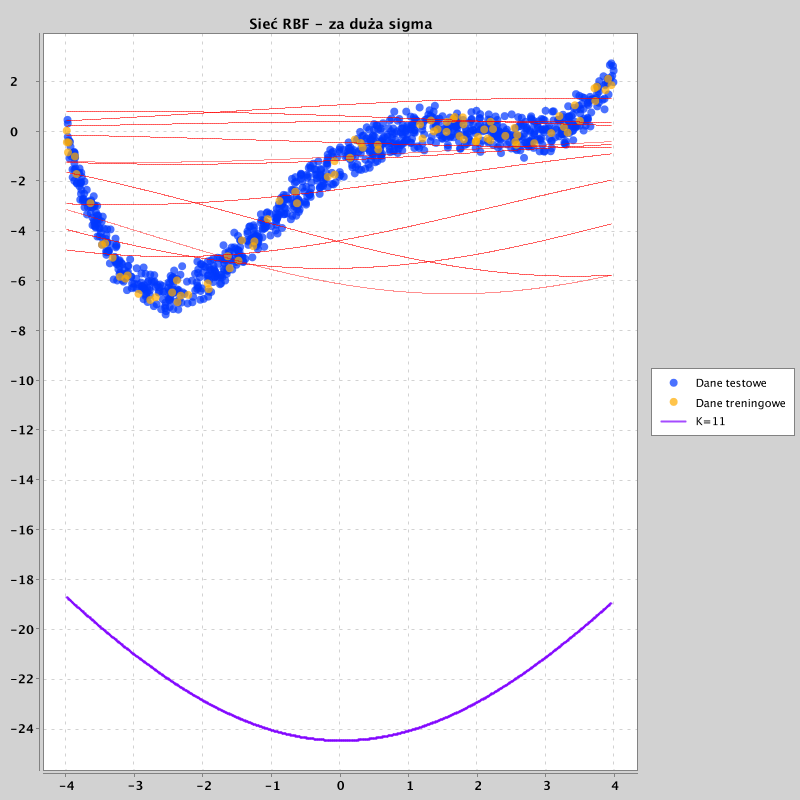 Sieć RBF – za duża sigma
2
0
-2
-4
-6
-8
-10
-12
-14
-16
-18
-20
-22
-24
-4 -3 -2 -1 0 1 2 3 4
Dane testowe
Dane treningowe
K=11